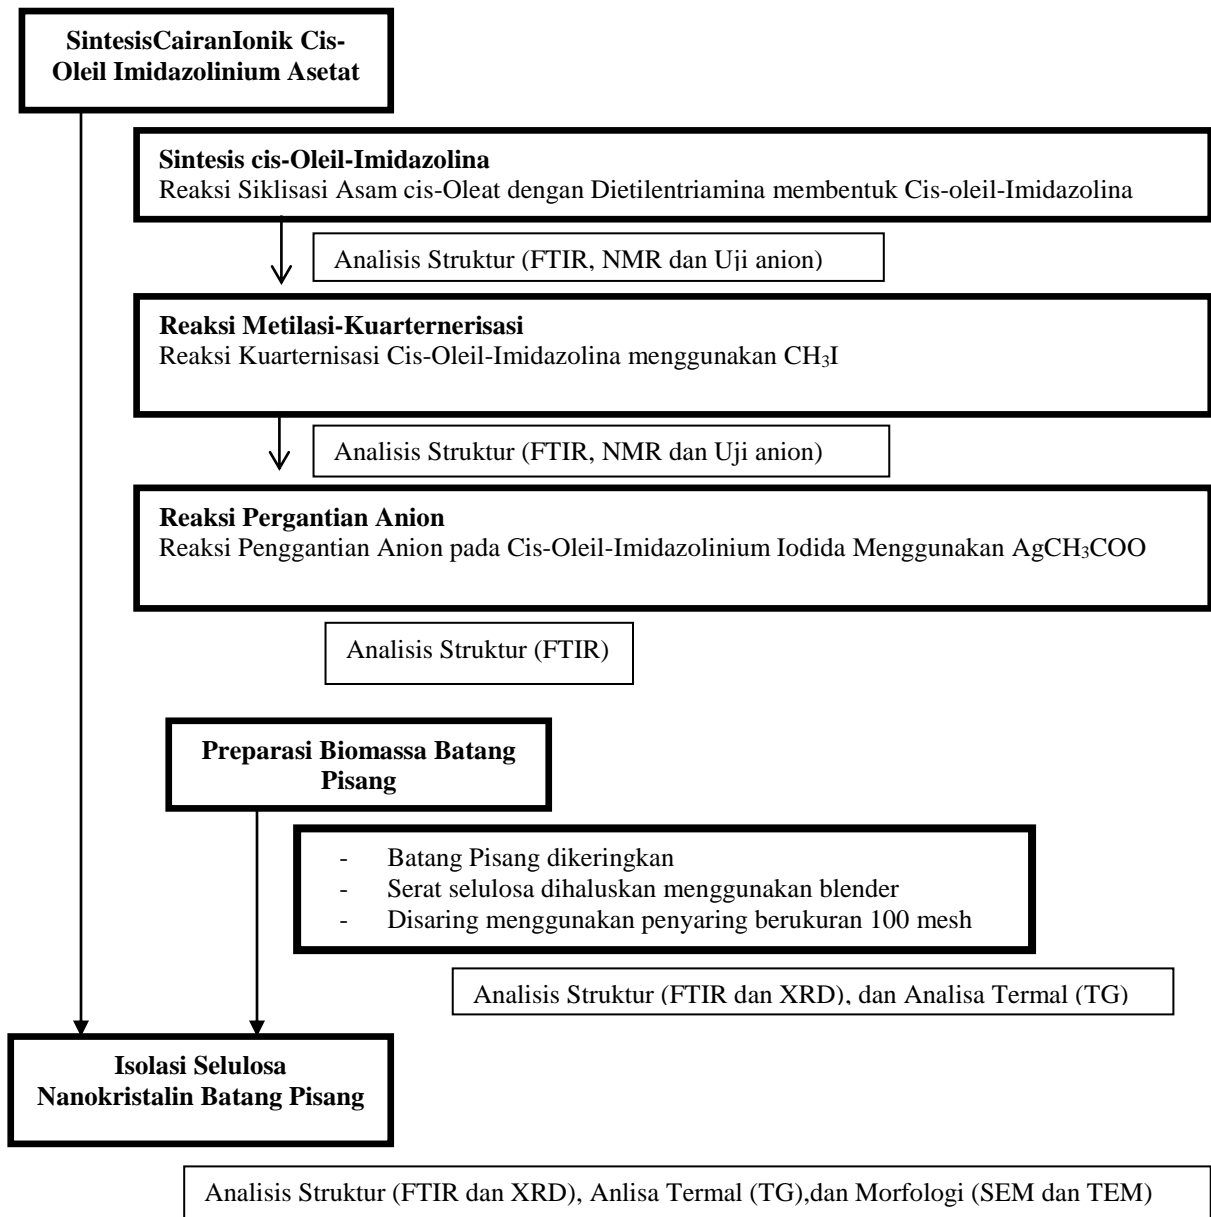 SintesisCairanIonik Cis-
Oleil Imidazolinium Asetat
Sintesis cis-Oleil-Imidazolina
Reaksi Siklisasi Asam cis-Oleat dengan Dietilentriamina membentuk Cis-oleil-Imidazolina
Analisis Struktur (FTIR, NMR dan Uji anion)
Reaksi Metilasi-Kuarternerisasi
Reaksi Kuarternisasi Cis-Oleil-Imidazolina menggunakan CH₃I
Analisis Struktur (FTIR, NMR dan Uji anion)
Reaksi Pergantian Anion
Reaksi Penggantian Anion pada Cis-Oleil-Imidazolinium Iodida Menggunakan AgCH₃COO
Analisis Struktur (FTIR)
Preparasi Biomassa Batang
Pisang
- Batang Pisang dikeringkan
- Serat selulosa dihaluskan menggunakan blender
- Disaring menggunakan penyaring berukuran 100 mesh
Analisis Struktur (FTIR dan XRD), dan Analisa Termal (TG)
Isolasi Selulosa
Nanokristalin Batang Pisang
Analisis Struktur (FTIR dan XRD), Anlisa Termal (TG),dan Morfologi (SEM dan TEM)